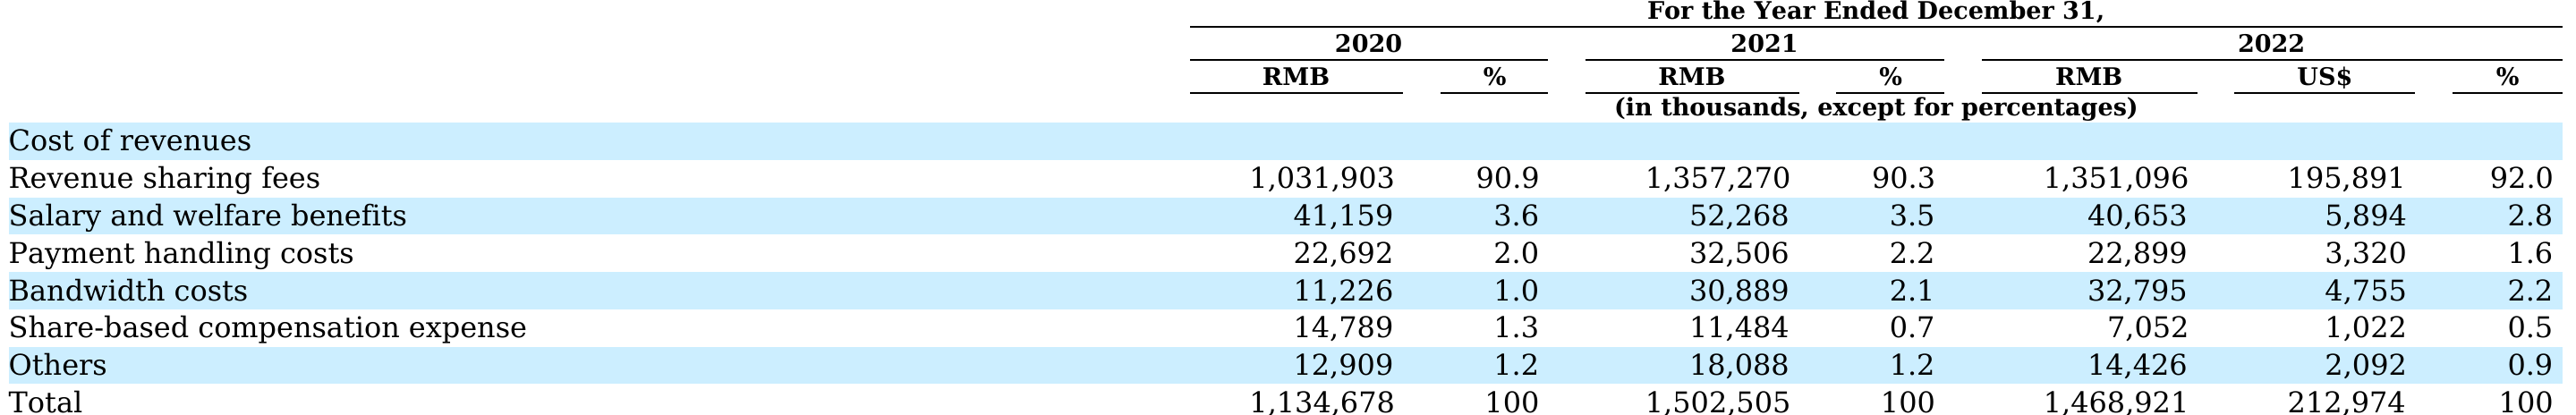 For the Year Ended December 31,
2020 2021 2022
RMB % RMB % RMB US$ %
(in thousands, except for percentages)
Cost of revenues
Revenue sharing fees 1,031,903 90.9 1,357,270 90.3 1,351,096 195,891 92.0
Salary and welfare benefits 41,159 3.6 52,268 3.5 40,653 5,894 2.8
Payment handling costs 22,692 2.0 32,506 2.2 22,899 3,320 1.6
Bandwidth costs 11,226 1.0 30,889 2.1 32,795 4,755 2.2
Share-based compensation expense 14,789 1.3 11,484 0.7 7,052 1,022 0.5
Others 12,909 1.2 18,088 1.2 14,426 2,092 0.9
Total 1,134,678 100 1,502,505 100 1,468,921 212,974 100